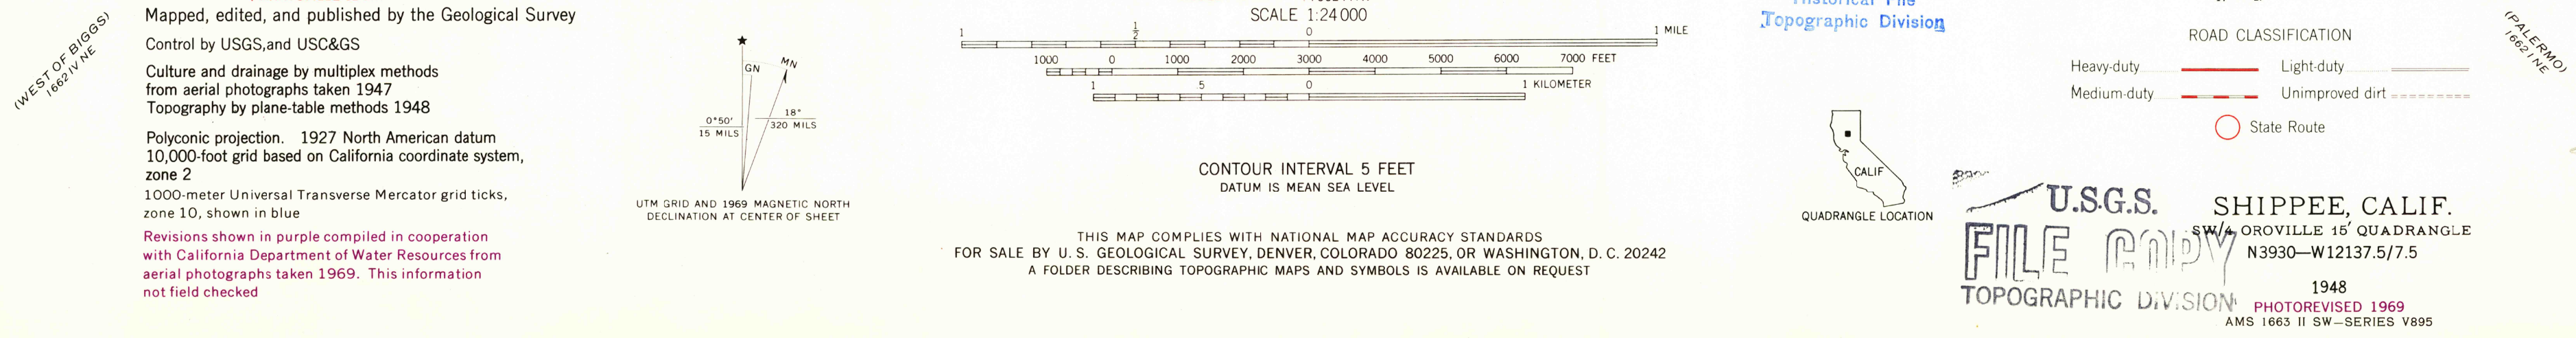 (WEST OF BIGGS)
1662 IV NE
Mapped, edited, and published by the Geological Survey
Control by USGS,and USC&GS
Culture and drainage by multiplex methods
from aerial photographs taken 1947
Topography by plane-table methods 1948
Polyconic projection. 1927 North American datum
10,000-foot grid based on California coordinate system,
zone 2
1000-meter Universal Transverse Mercator grid ticks,
zone 10, shown in blue
Revisions shown in purple compiled in cooperation
with California Department of Water Resources from
aerial photographs taken 1969. This information
not field checked
★
GN
MN
0°50′
15 MILS
18°
320 MILS
UTM GRID AND 1969 MAGNETIC NORTH
DECLINATION AT CENTER OF SHEET
SCALE 1:24 000
1 ½ 0 1 MILE
1000 0 1000 2000 3000 4000 5000 6000 7000 FEET
1 .5 0 1 KILOMETER
CONTOUR INTERVAL 5 FEET
DATUM IS MEAN SEA LEVEL
THIS MAP COMPLIES WITH NATIONAL MAP ACCURACY STANDARDS
FOR SALE BY U. S. GEOLOGICAL SURVEY, DENVER, COLORADO 80225, OR WASHINGTON, D. C. 20242
A FOLDER DESCRIBING TOPOGRAPHIC MAPS AND SYMBOLS IS AVAILABLE ON REQUEST
Historical File
Topographic Division
CALIF
QUADRANGLE LOCATION
ROAD CLASSIFICATION
Heavy-duty Light-duty
Medium-duty Unimproved dirt
State Route
(PALERMO)
1662 I NE
U.S.G.S.
FILE COPY
TOPOGRAPHIC DIVISION
SHIPPEE, CALIF.
SW/4 OROVILLE 15′ QUADRANGLE
N3930—W12137.5/7.5
1948
PHOTOREVISED 1969
AMS 1663 II SW—SERIES V895